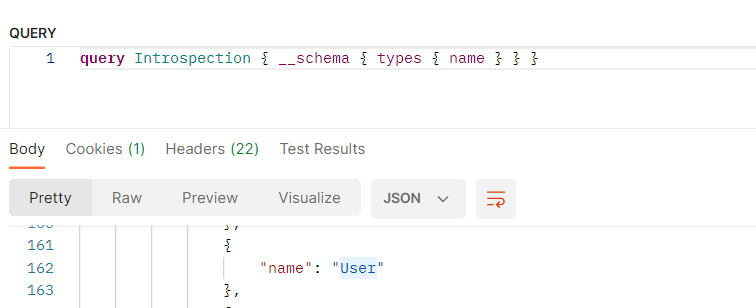 QUERY
1 query Introspection { __schema { types { name } } }
Body Cookies (1) Headers (22) Test Results
Pretty Raw Preview Visualize JSON
},
161 {
162 "name": "User"
163 },